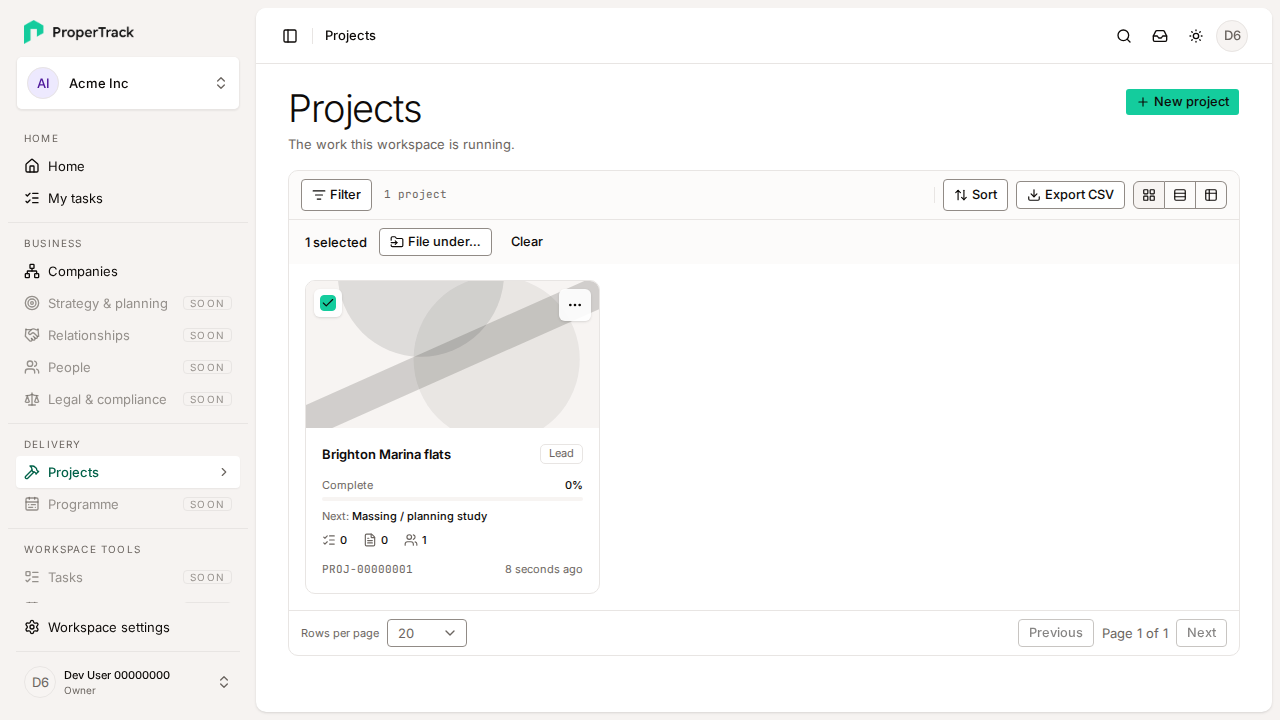 ProperTrack
AI
Acme Inc
HOME
Home
My tasks
BUSINESS
Companies
Strategy & planning SOON
Relationships SOON
People SOON
Legal & compliance SOON
DELIVERY
Projects
Programme SOON
WORKSPACE TOOLS
Tasks SOON
Workspace settings
D6
Dev User 00000000
Owner
Projects
D6
Projects
New project
The work this workspace is running.
Filter
1 project
Sort
Export CSV
1 selected
File under...
Clear
Brighton Marina flats
Lead
Complete
0%
Next: Massing / planning study
0
0
1
PROJ-00000001
8 seconds ago
Rows per page
20
Previous
Page 1 of 1
Next